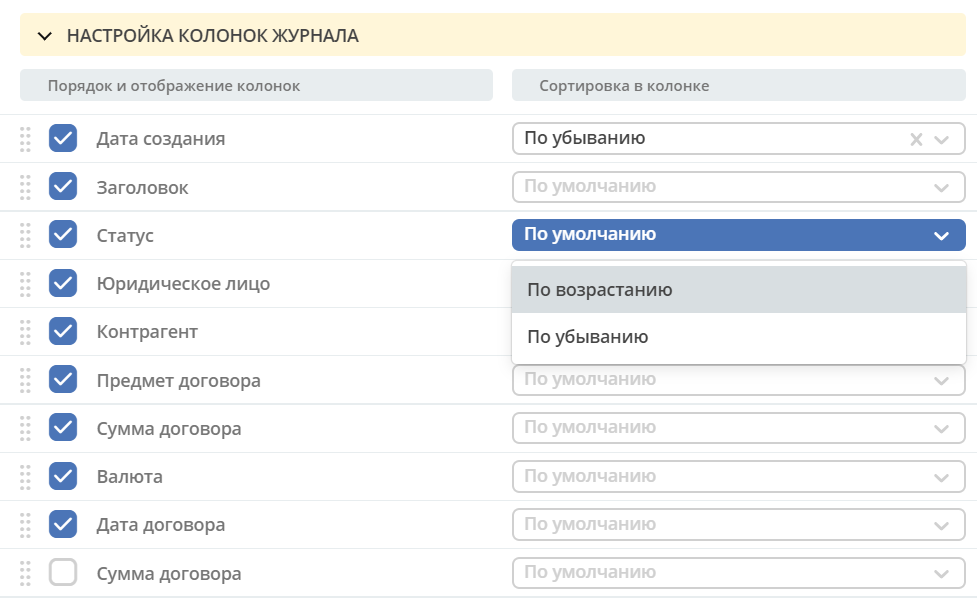 НАСТРОЙКА КОЛОНОК ЖУРНАЛА
Порядок и отображение колонок Сортировка в колонке
Дата создания По убыванию
Заголовок По умолчанию
Статус По умолчанию
Юридическое лицо По возрастанию
Контрагент По убыванию
Предмет договора По умолчанию
Сумма договора По умолчанию
Валюта По умолчанию
Дата договора По умолчанию
Сумма договора По умолчанию